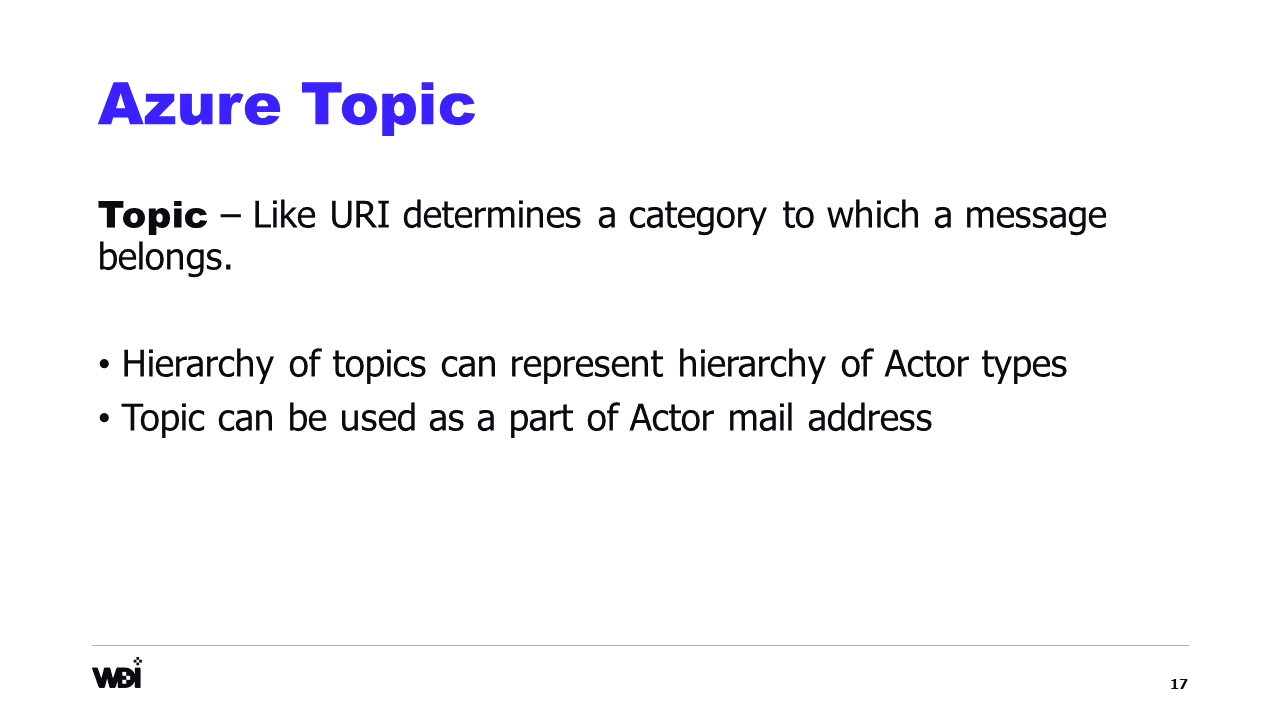 Azure Topic
Topic – Like URI determines a category to which a message
belongs.
• Hierarchy of topics can represent hierarchy of Actor types
• Topic can be used as a part of Actor mail address
WDI
17